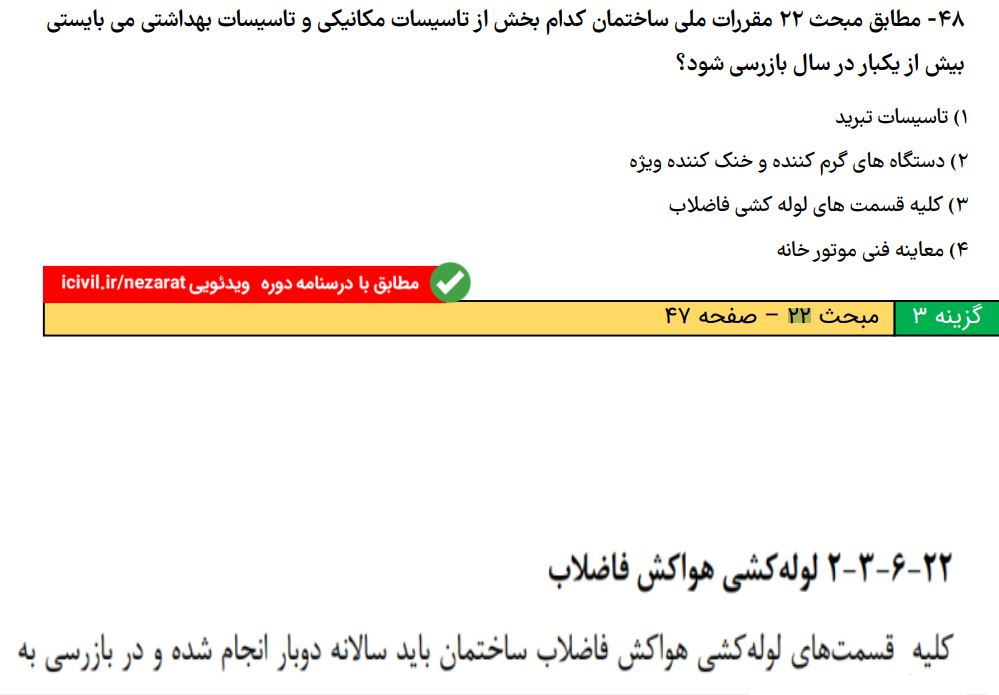 ۴۸- مطابق مبحث ۲۲ مقررات ملی ساختمان کدام بخش از تاسیسات مکانیکی و تاسیسات بهداشتی می بایستی
بیش از یکبار در سال بازرسی شود؟
۱) تاسیسات تبرید
۲) دستگاه های گرم کننده و خنک کننده ویژه
۳) کلیه قسمت های لوله کشی فاضلاب
۴) معاینه فنی موتور خانه
مطابق با درسنامه دوره ویدئویی icivil.ir/nezarat
گزینه ۳ مبحث ۲۲ – صفحه ۴۷
۲۲-۶-۳-۲ لوله‌کشی هواکش فاضلاب
کلیه قسمت‌های لوله‌کشی هواکش فاضلاب ساختمان باید سالانه دوبار انجام شده و در بازرسی به